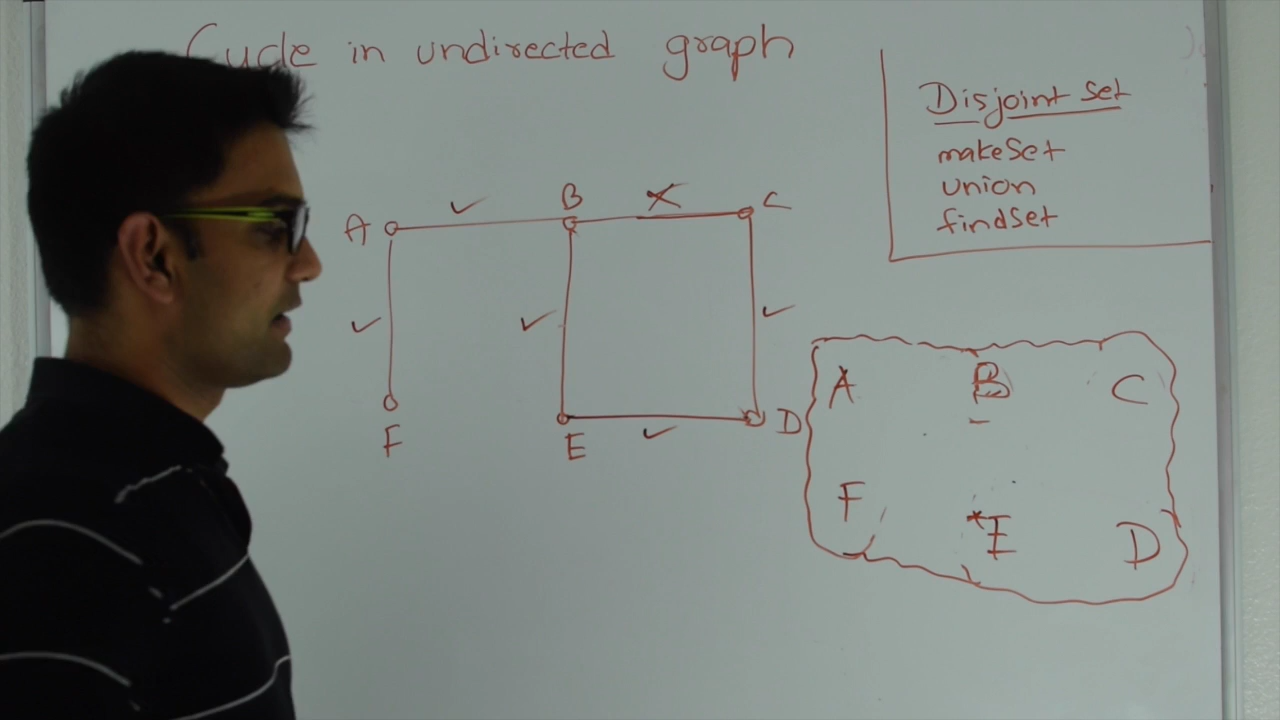 Cycle in undirected graph
Disjoint Set
makeSet
union
findSet
A ✓ B X C
✓ ✓ ✓
F E ✓ D
A B C
F *E D